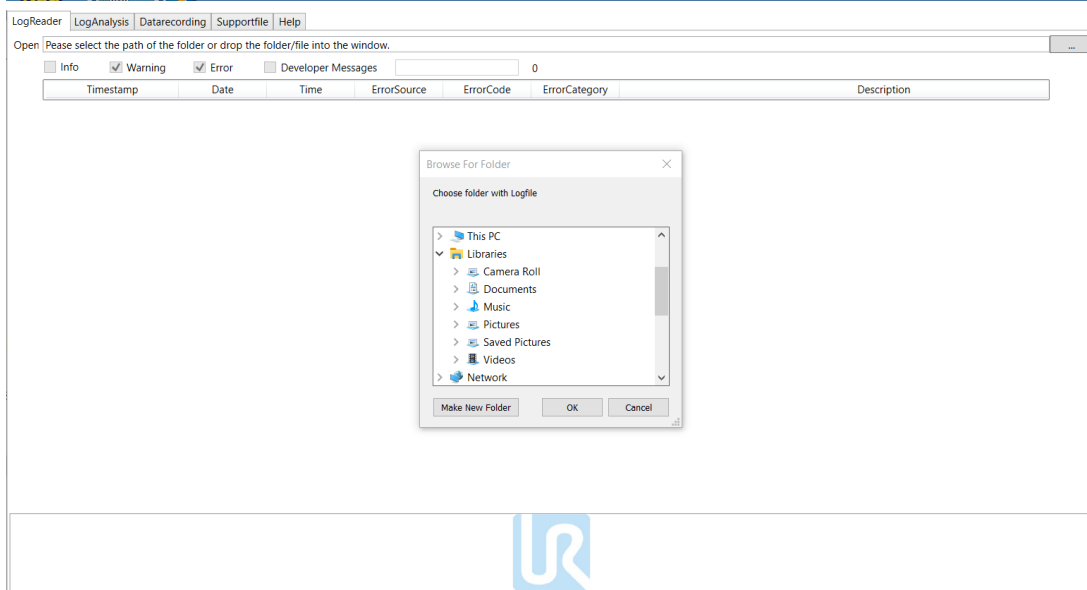 LogReader LogAnalysis Datarecording Supportfile Help
Open Pease select the path of the folder or drop the folder/file into the window. ...
Info Warning Error Developer Messages 0
Timestamp Date Time ErrorSource ErrorCode ErrorCategory Description
Browse For Folder
Choose folder with Logfile
This PC
Libraries
Camera Roll
Documents
Music
Pictures
Saved Pictures
Videos
Network
Make New Folder OK Cancel
UR